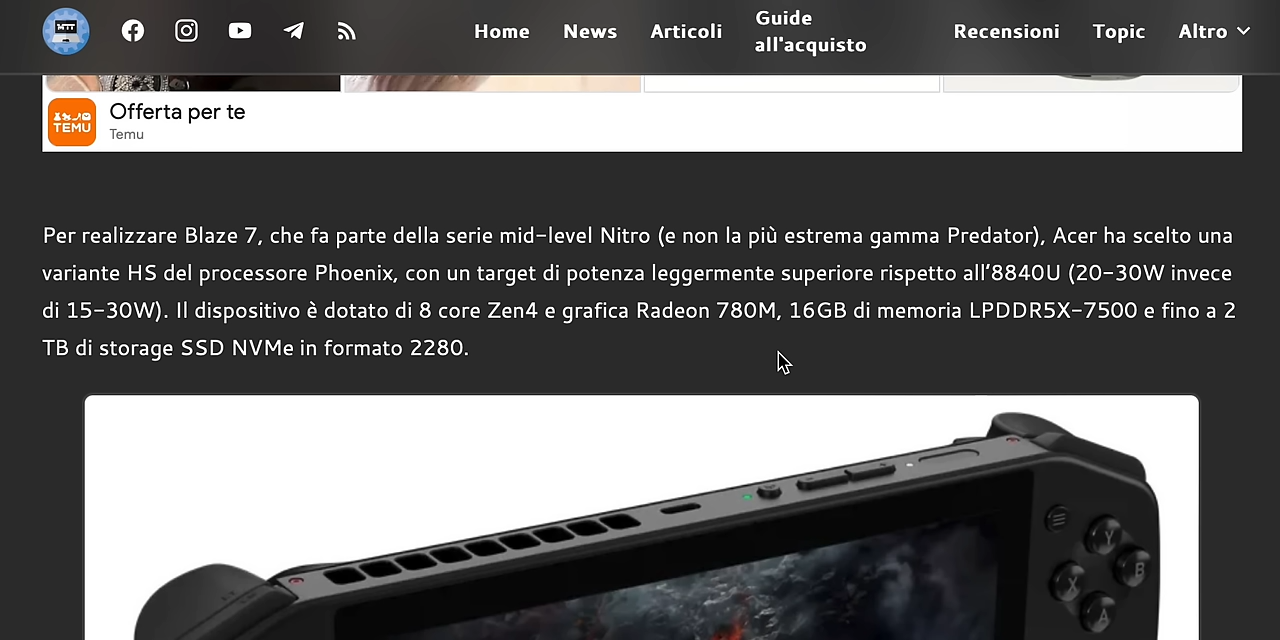 Home News Articoli Guide all'acquisto Recensioni Topic Altro
TEMU
Offerta per te
Temu
Per realizzare Blaze 7, che fa parte della serie mid-level Nitro (e non la più estrema gamma Predator), Acer ha scelto una
variante HS del processore Phoenix, con un target di potenza leggermente superiore rispetto all'8840U (20-30W invece
di 15-30W). Il dispositivo è dotato di 8 core Zen4 e grafica Radeon 780M, 16GB di memoria LPDDR5X-7500 e fino a 2
TB di storage SSD NVMe in formato 2280.
Y
X
B
A